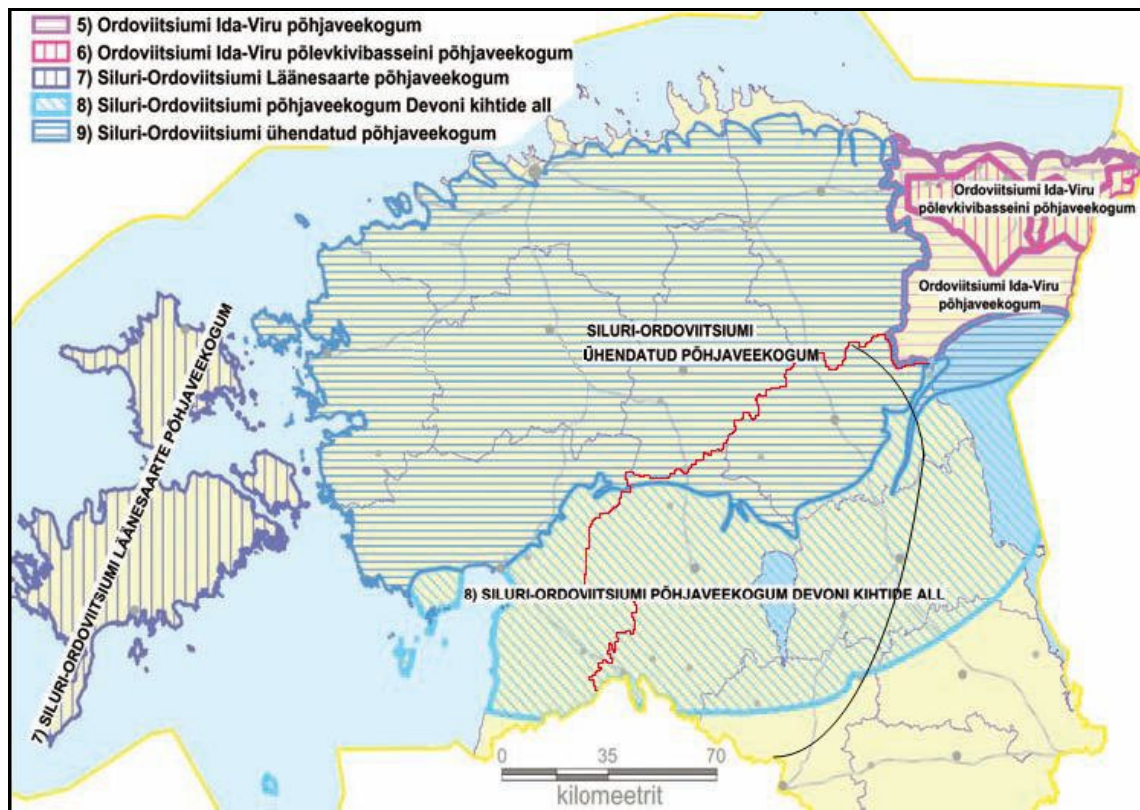 5) Ordoviitsiumi Ida-Viru põhjaveekogum
6) Ordoviitsiumi Ida-Viru põlevkivibasseini põhjaveekogum
7) Siluri-Ordoviitsiumi Läänesaarte põhjaveekogum
8) Siluri-Ordoviitsiumi põhjaveekogum Devoni kihtide all
9) Siluri-Ordoviitsiumi ühendatud põhjaveekogum
Ordoviitsiumi Ida-Viru
põlevkivibasseini põhjaveekogum
Ordoviitsiumi Ida-Viru
põhjaveekogum
SILURI-ORDOVIITSIUMI
ÜHENDATUD PÕHJAVEEKOGUM
7) SILURI-ORDOVIITSIUMI LÄÄNESAARTE PÕHJAVEEKOGUM
8) SILURI-ORDOVIITSIUMI PÕHJAVEEKOGUM DEVONI KIHTIDE ALL
0 35 70
kilomeetrit